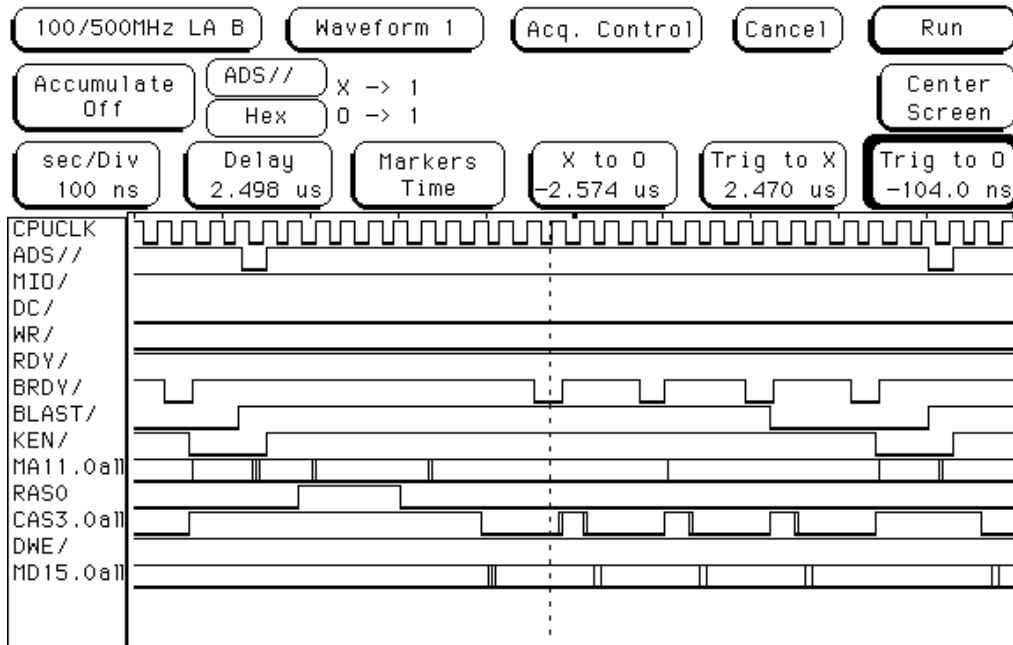 100/500MHz LA B Waveform 1 Acq. Control Cancel Run
Accumulate Off
ADS// X -> 1
Hex O -> 1
Center Screen
sec/Div 100 ns
Delay 2.498 us
Markers Time
X to O -2.574 us
Trig to X 2.470 us
Trig to O -104.0 ns
CPUCLK
ADS//
MIO/
DC/
WR/
RDY/
BRDY/
BLAST/
KEN/
MA11.0all
RAS0
CAS3.0all
DWE/
MD15.0all